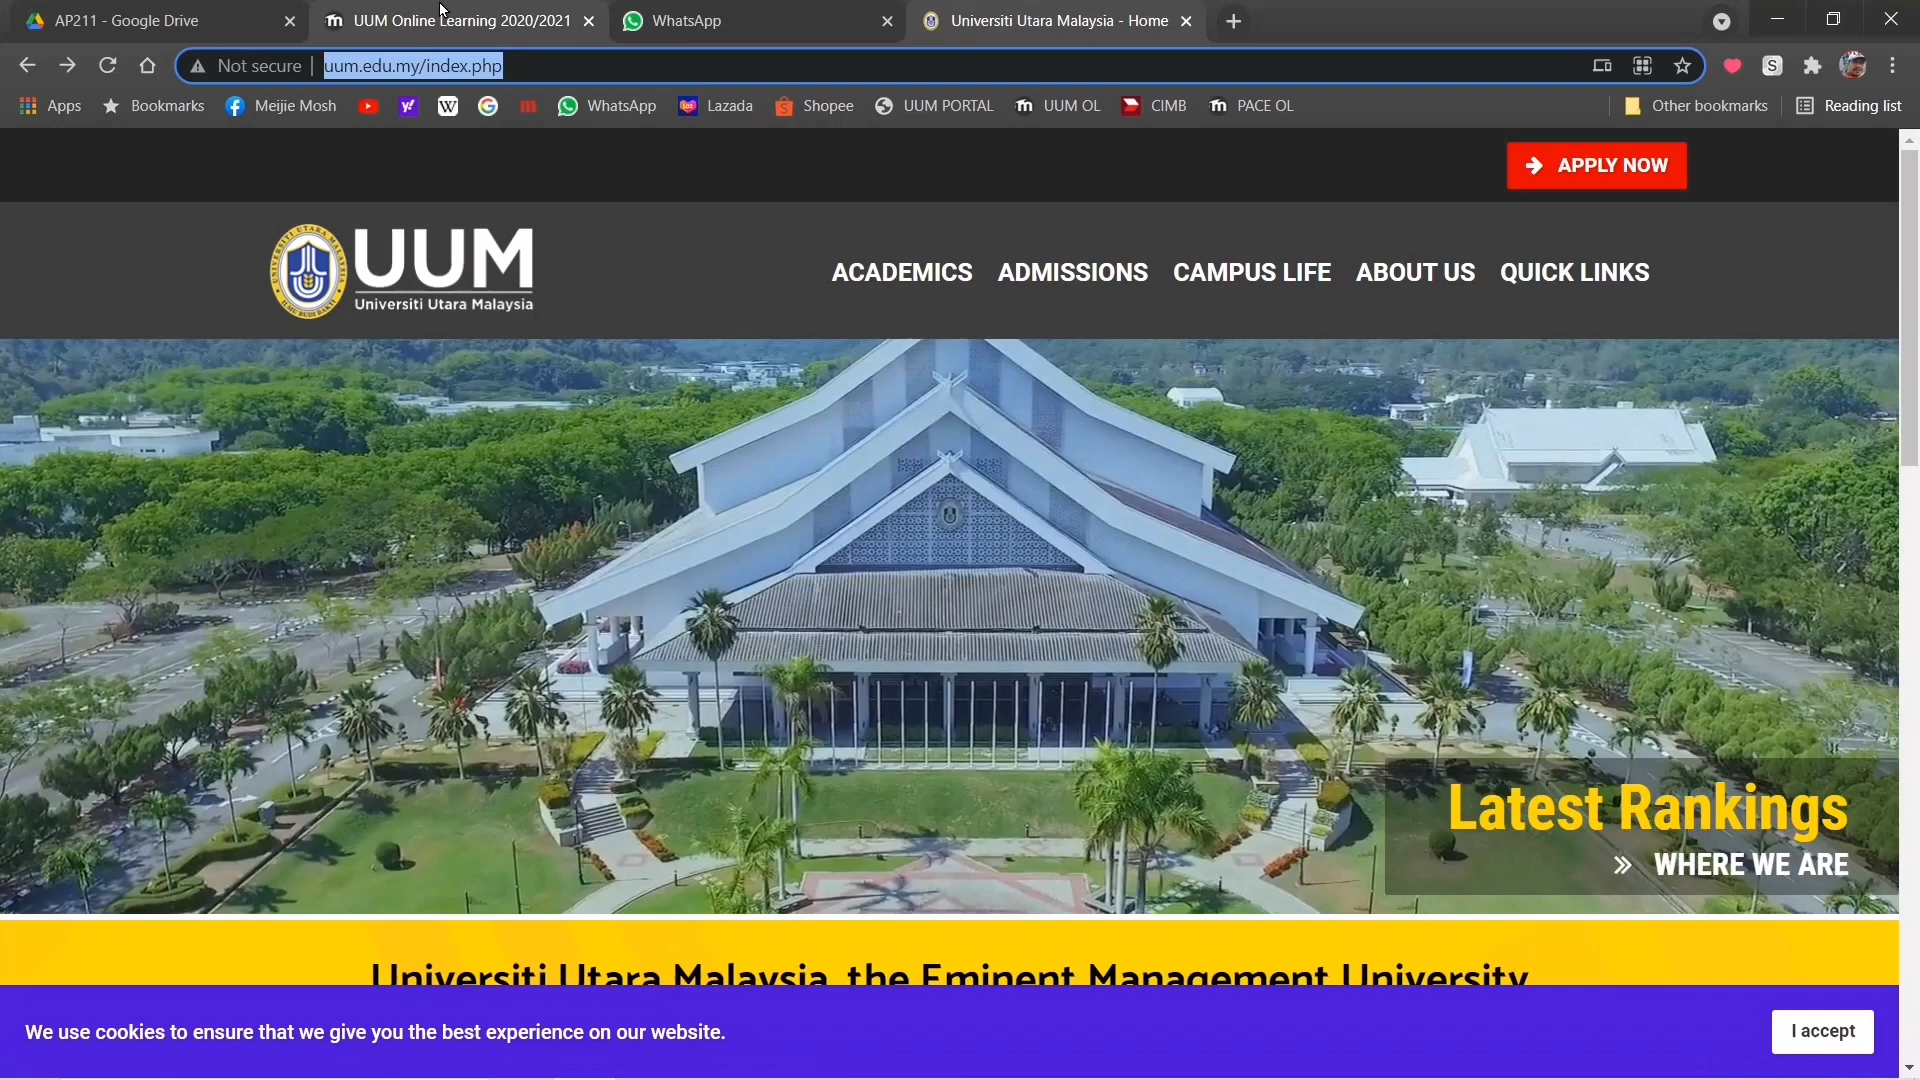 AP211 - Google Drive
UUM Online Learning 2020/2021
WhatsApp
Universiti Utara Malaysia - Home
Not secure
uum.edu.my/index.php
S
Apps
Bookmarks
Meijie Mosh
WhatsApp
Lazada
Shopee
UUM PORTAL
UUM OL
CIMB
PACE OL
Other bookmarks
Reading list
APPLY NOW
UUM
Universiti Utara Malaysia
ACADEMICS
ADMISSIONS
CAMPUS LIFE
ABOUT US
QUICK LINKS
Latest Rankings
WHERE WE ARE
Universiti Utara Malaysia, the Eminent Management University
We use cookies to ensure that we give you the best experience on our website.
I accept